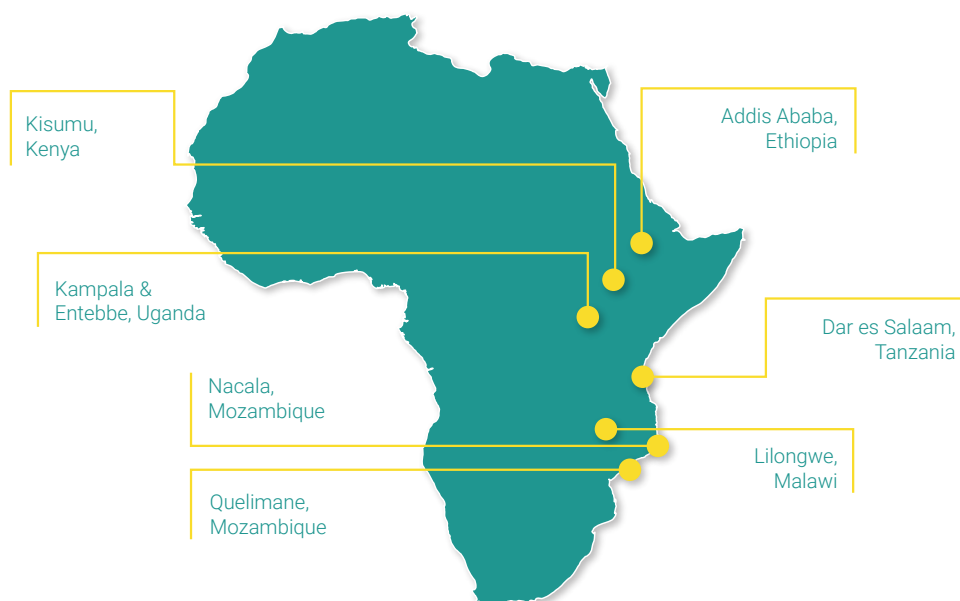 Kisumu,
Kenya
Addis Ababa,
Ethiopia
Kampala &
Entebbe, Uganda
Dar es Salaam,
Tanzania
Nacala,
Mozambique
Lilongwe,
Malawi
Quelimane,
Mozambique